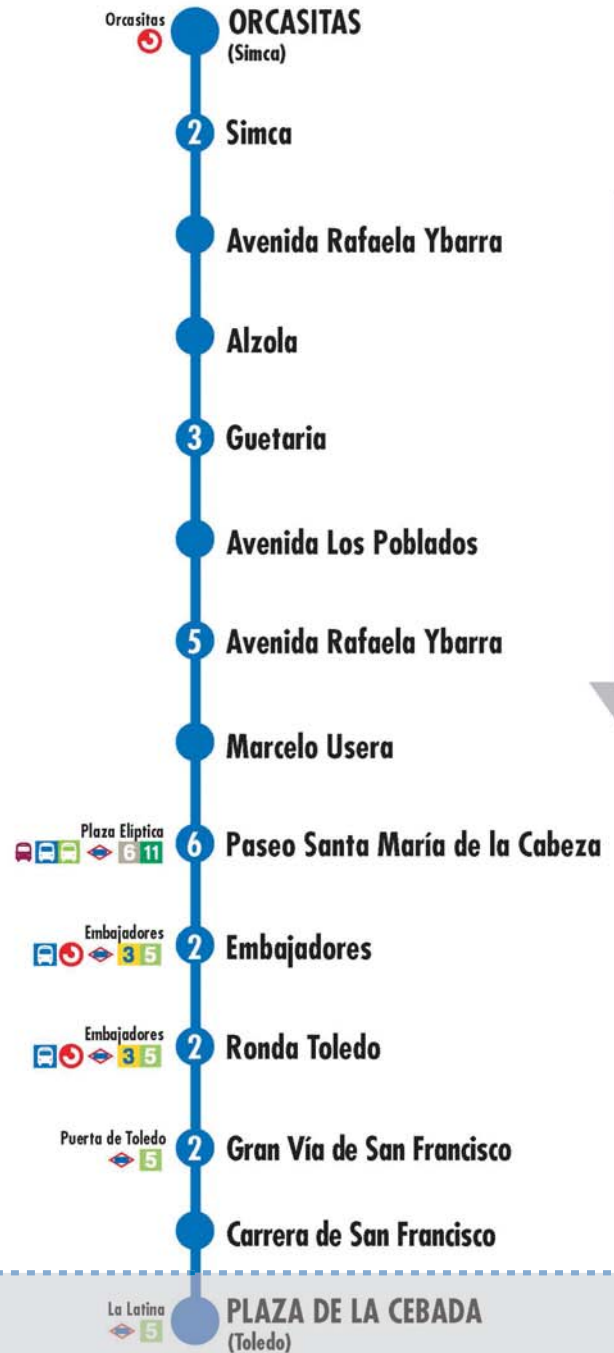 Orcasitas
ORCASITAS
(Simca)
2 Simca
Avenida Rafaela Ybarra
Alzola
3 Guetaria
Avenida Los Poblados
5 Avenida Rafaela Ybarra
Marcelo Usera
Plaza Elíptica
6 11 6 Paseo Santa María de la Cabeza
Embajadores
3 5 2 Embajadores
Embajadores
3 5 2 Ronda Toledo
Puerta de Toledo
5 2 Gran Vía de San Francisco
Carrera de San Francisco
La Latina
5 PLAZA DE LA CEBADA
(Toledo)